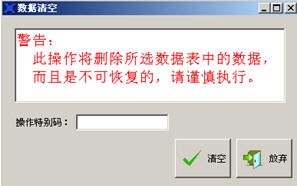 数据清空
警告：
此操作将删除所选数据表中的数据，
而且是不可恢复的，请谨慎执行。
操作特别码：
清空
放弃